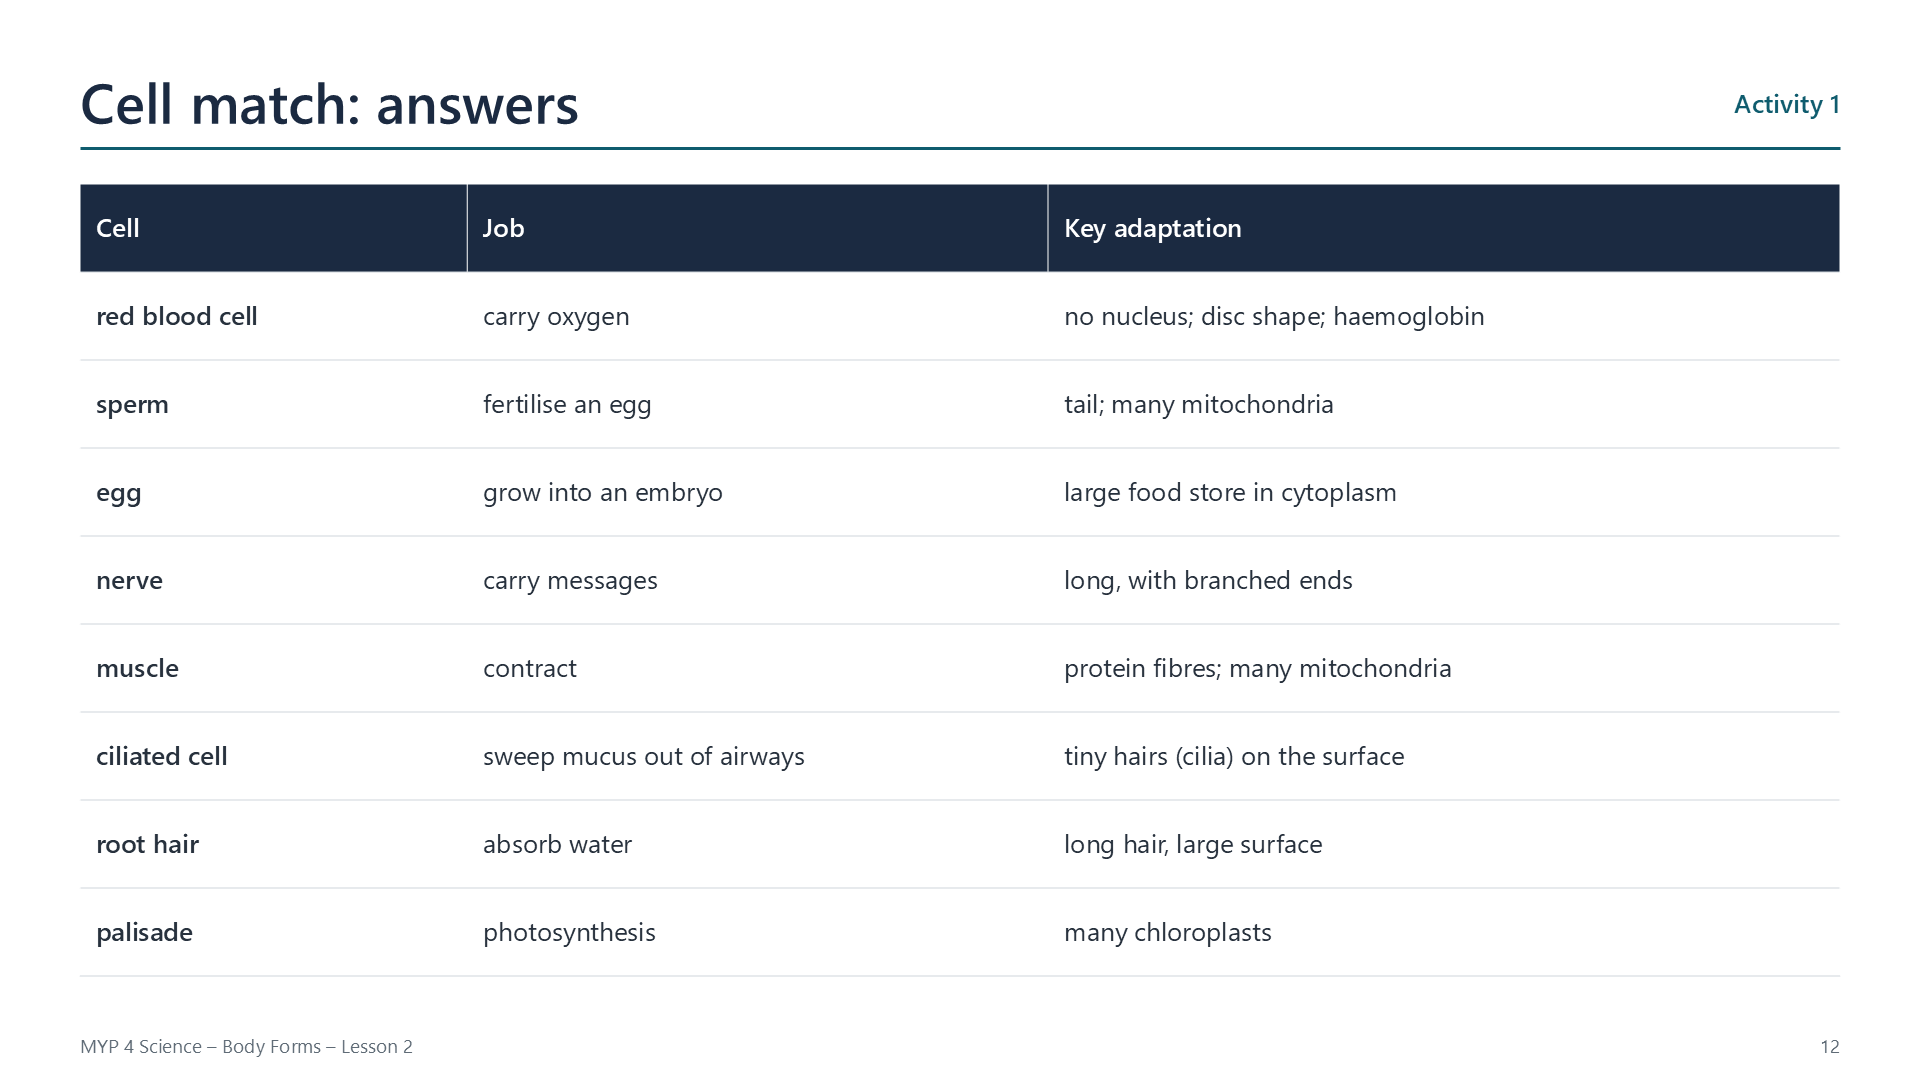 Cell match: answers
Activity 1
Cell Job Key adaptation
red blood cell carry oxygen no nucleus; disc shape; haemoglobin
sperm fertilise an egg tail; many mitochondria
egg grow into an embryo large food store in cytoplasm
nerve carry messages long, with branched ends
muscle contract protein fibres; many mitochondria
ciliated cell sweep mucus out of airways tiny hairs (cilia) on the surface
root hair absorb water long hair, large surface
palisade photosynthesis many chloroplasts
MYP 4 Science – Body Forms – Lesson 2
12